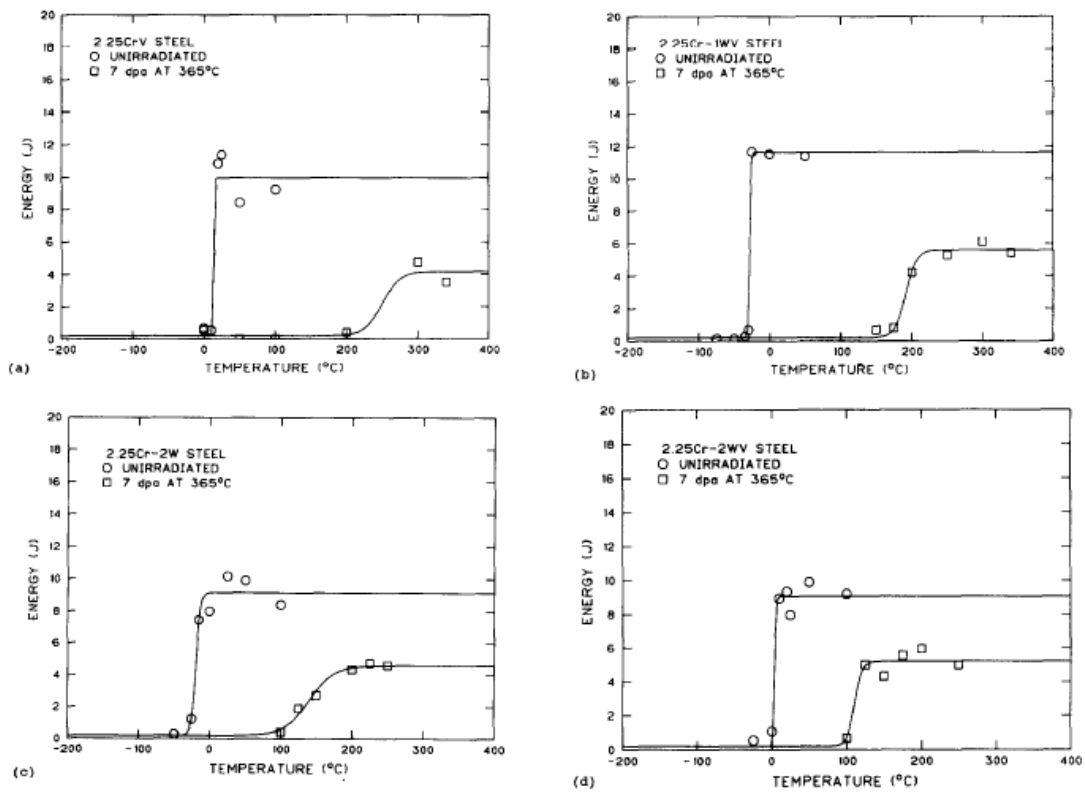 20
18
16
14
12
10
8
6
4
2
0
ENERGY (J)
2.25CrV STEEL
○ UNIRRADIATED
□ 7 dpa AT 365°C
-200 -100 0 100 200 300 400
TEMPERATURE (°C)
(a)
20
18
16
14
12
10
8
6
4
2
0
ENERGY (J)
2.25Cr-1WV STEEL
○ UNIRRADIATED
□ 7 dpa AT 365°C
-200 -100 0 100 200 300 400
TEMPERATURE (°C)
(b)
20
18
16
14
12
10
8
6
4
2
0
ENERGY (J)
2.25Cr-2W STEEL
○ UNIRRADIATED
□ 7 dpa AT 365°C
-200 -100 0 100 200 300 400
TEMPERATURE (°C)
(c)
20
18
16
14
12
10
8
6
4
2
0
ENERGY (J)
2.25Cr-2WV STEEL
○ UNIRRADIATED
□ 7 dpa AT 365°C
-200 -100 0 100 200 300 400
TEMPERATURE (°C)
(d)